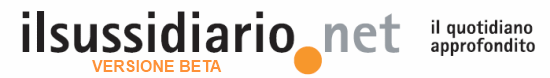 ilsussidiario.net
VERSIONE BETA
il quotidiano
approfondito